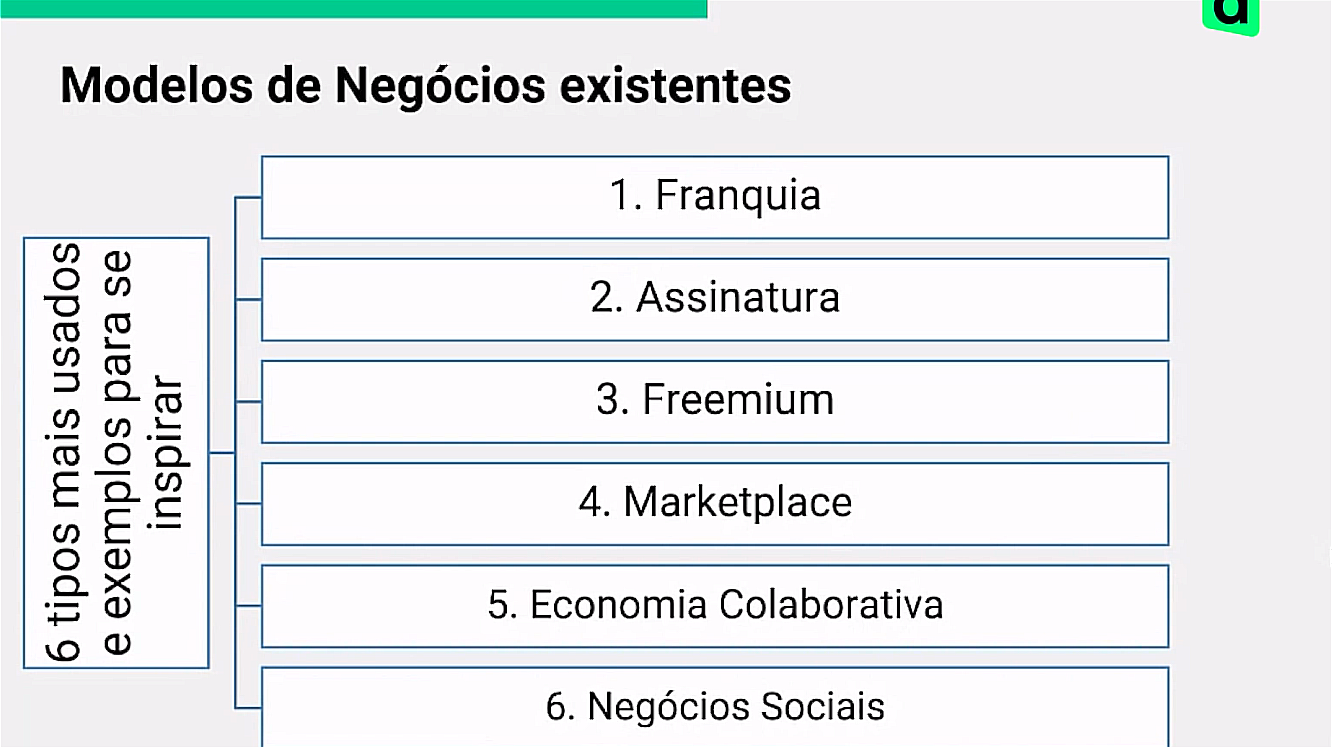 Modelos de Negócios existentes
6 tipos mais usados
e exemplos para se
inspirar
1. Franquia
2. Assinatura
3. Freemium
4. Marketplace
5. Economia Colaborativa
6. Negócios Sociais